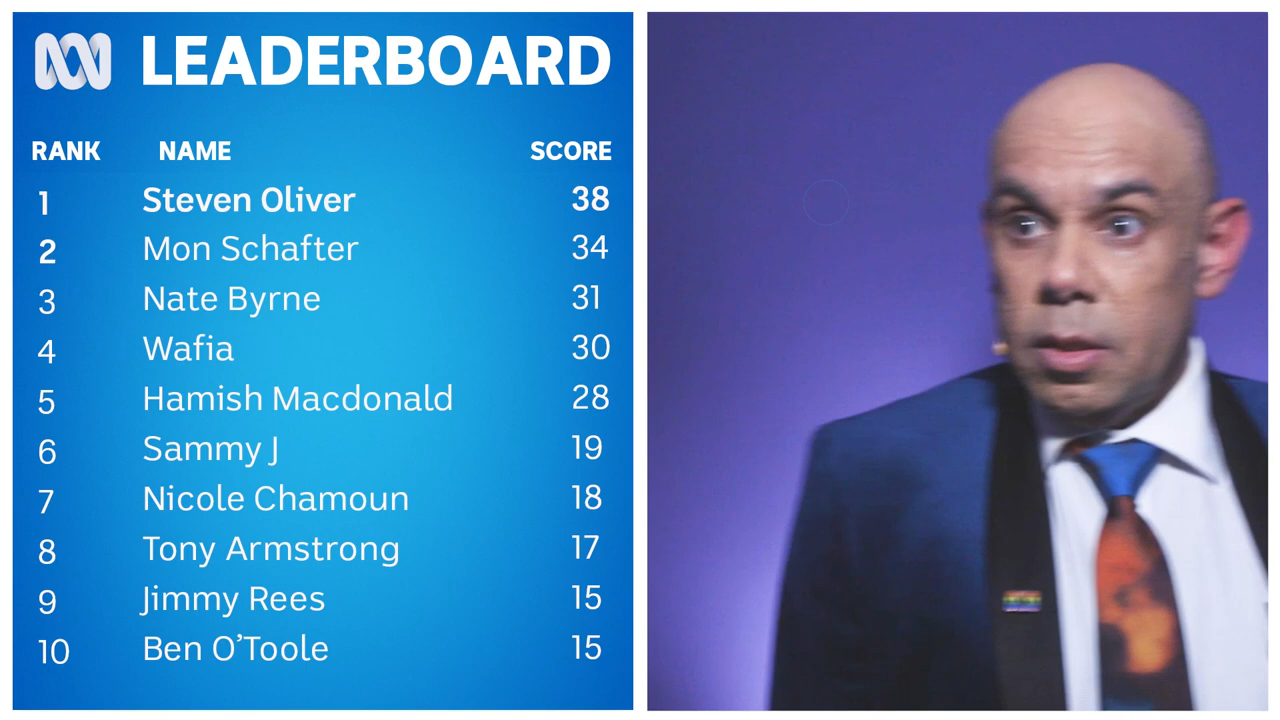 LEADERBOARD
RANK NAME SCORE
1 Steven Oliver 38
2 Mon Schafter 34
3 Nate Byrne 31
4 Wafia 30
5 Hamish Macdonald 28
6 Sammy J 19
7 Nicole Chamoun 18
8 Tony Armstrong 17
9 Jimmy Rees 15
10 Ben O’Toole 15